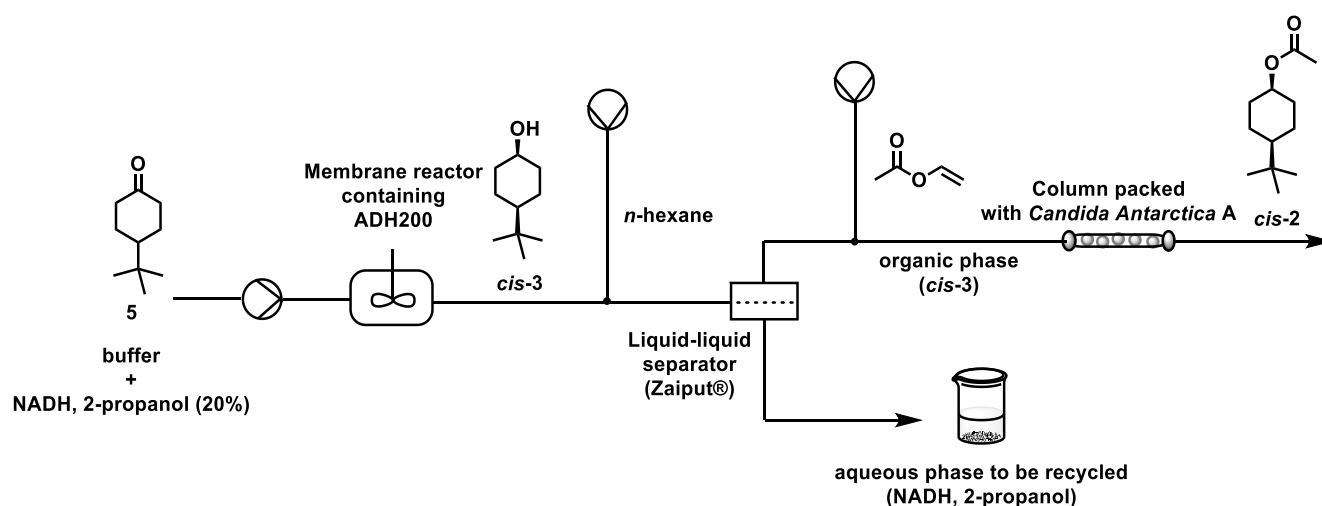 O
5
buffer
+
NADH, 2-propanol (20%)
Membrane reactor
containing
ADH200
OH
cis-3
n-hexane
Liquid-liquid
separator
(Zaiput®)
O
O
organic phase
(cis-3)
Column packed
with Candida Antarctica A
O
O
cis-2
aqueous phase to be recycled
(NADH, 2-propanol)